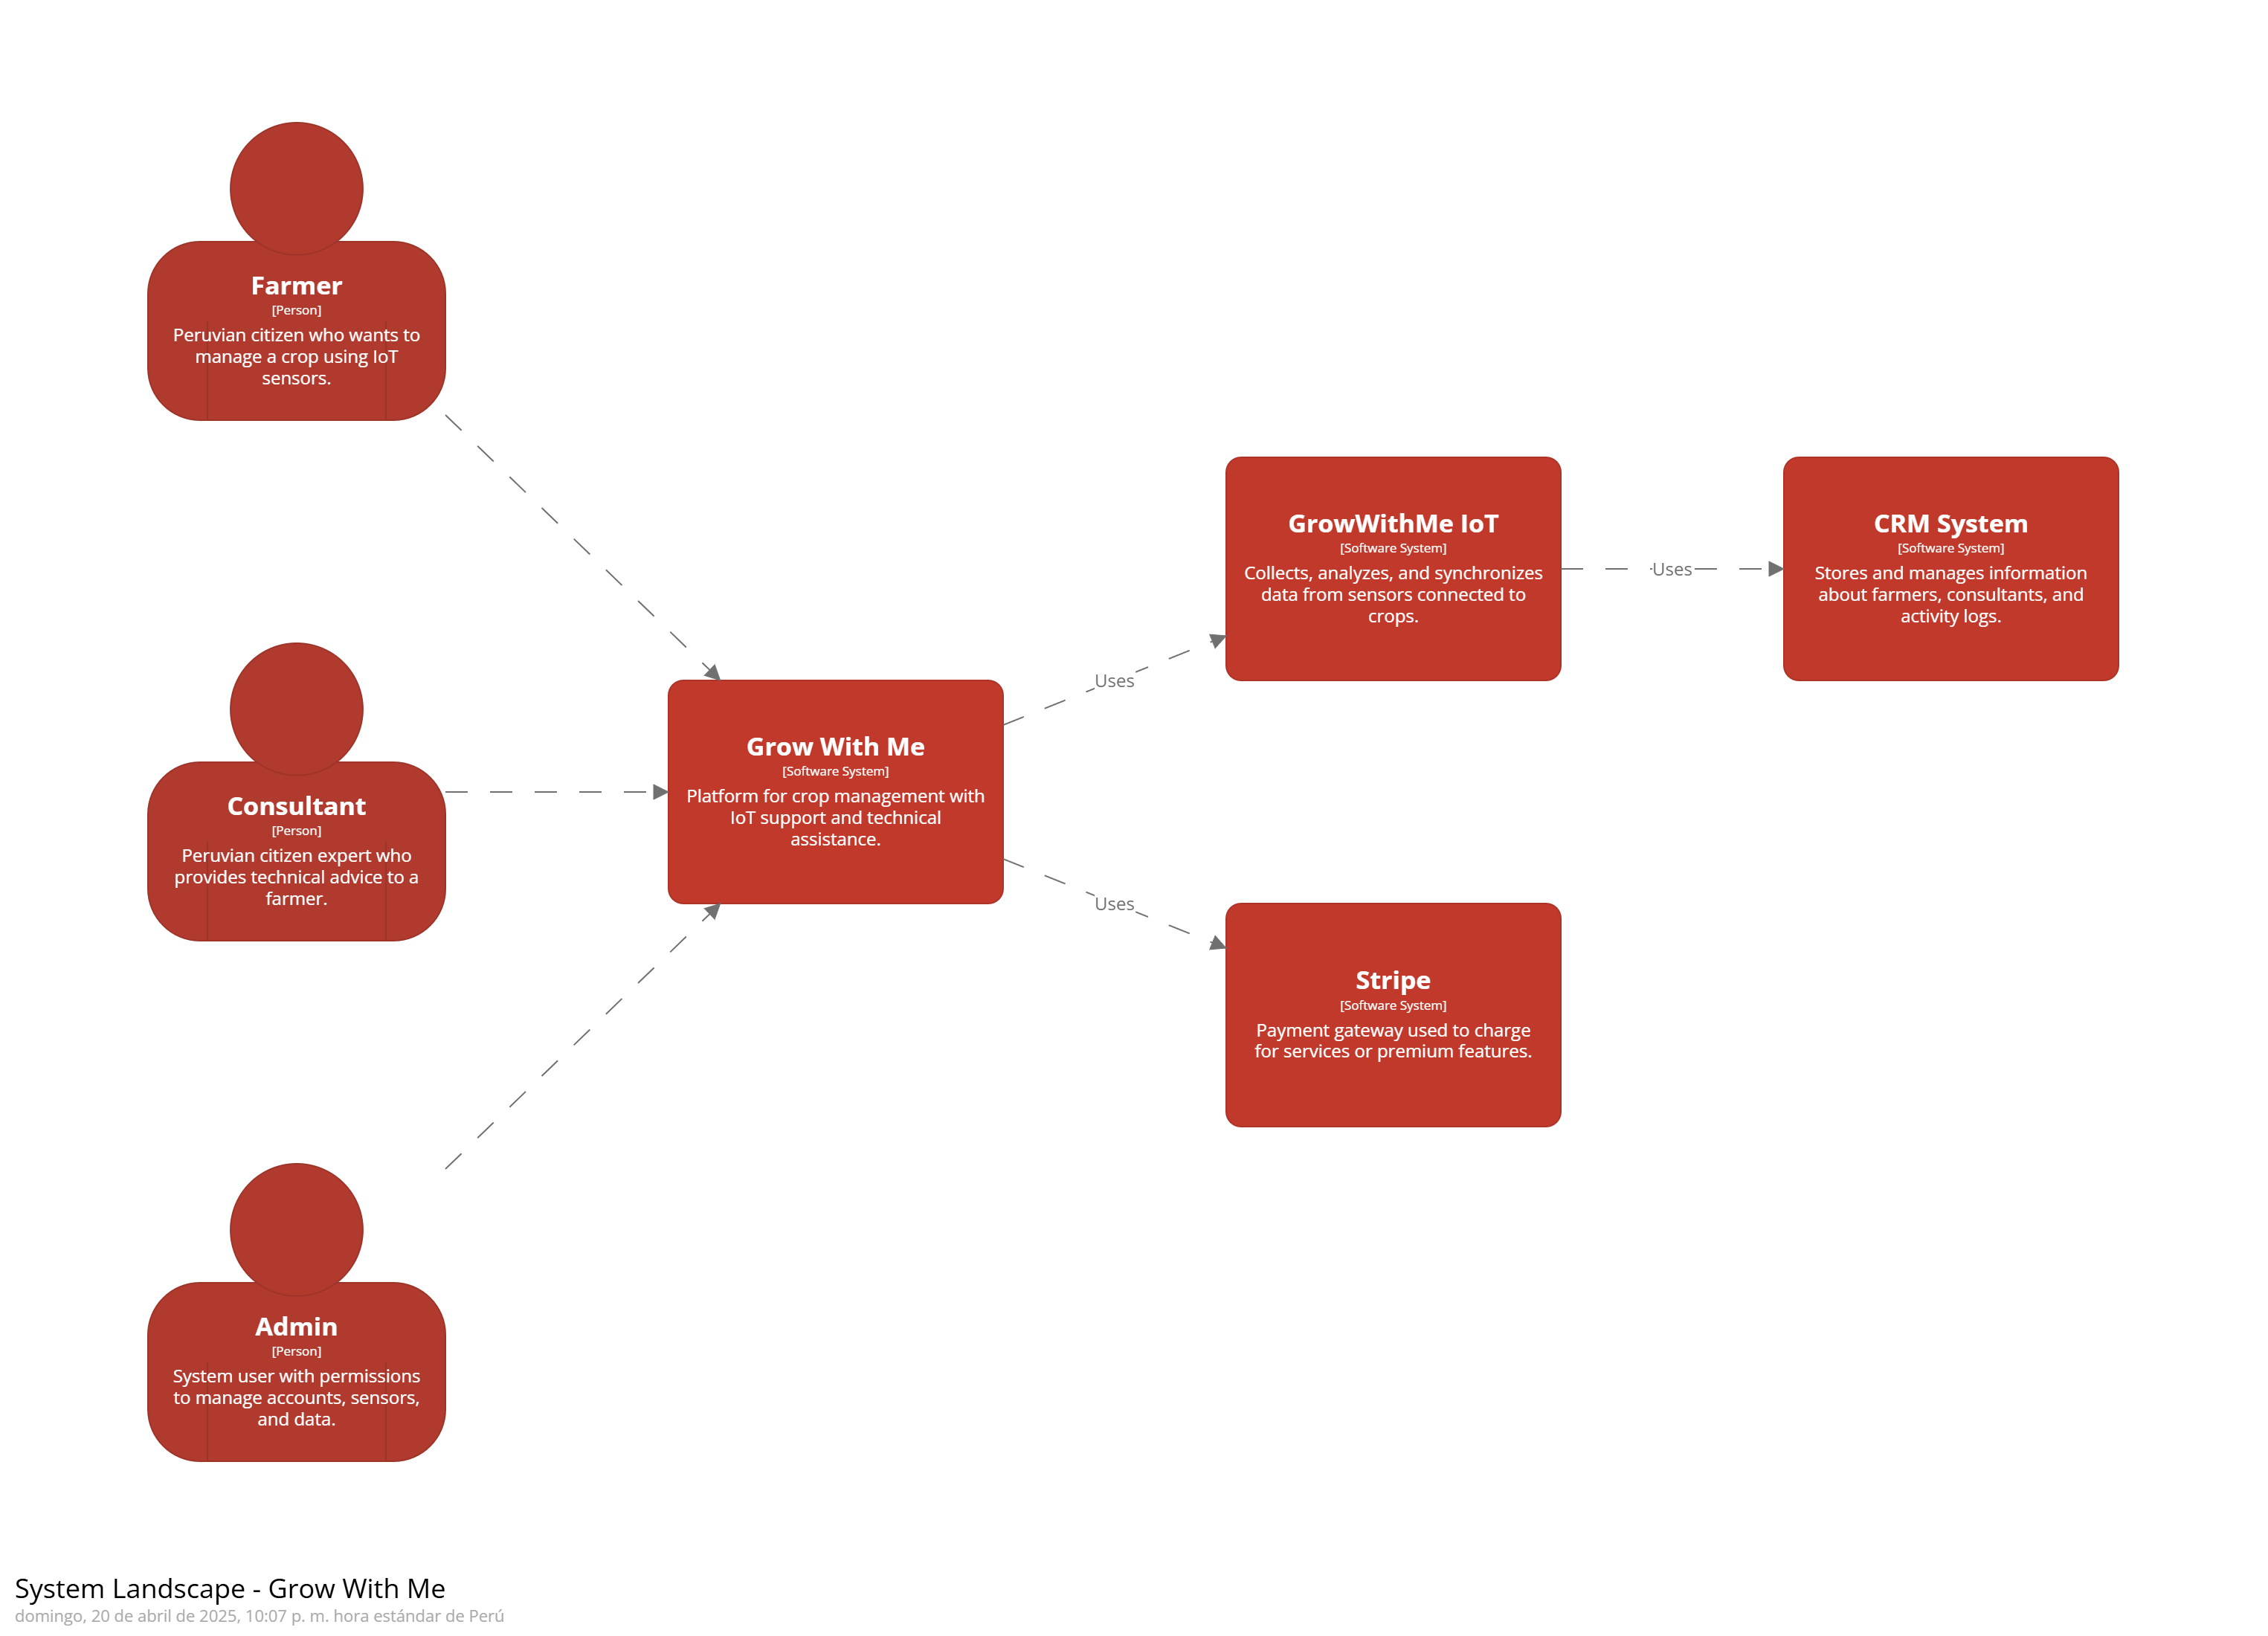 Farmer
[Person]
Peruvian citizen who wants to
manage a crop using IoT
sensors.
Consultant
[Person]
Peruvian citizen expert who
provides technical advice to a
farmer.
Admin
[Person]
System user with permissions
to manage accounts, sensors,
and data.
Grow With Me
[Software System]
Platform for crop management with
IoT support and technical
assistance.
Uses
Uses
GrowWithMe IoT
[Software System]
Collects, analyzes, and synchronizes
data from sensors connected to
crops.
Uses
CRM System
[Software System]
Stores and manages information
about farmers, consultants, and
activity logs.
Stripe
[Software System]
Payment gateway used to charge
for services or premium features.
System Landscape - Grow With Me
domingo, 20 de abril de 2025, 10:07 p. m. hora estándar de Perú